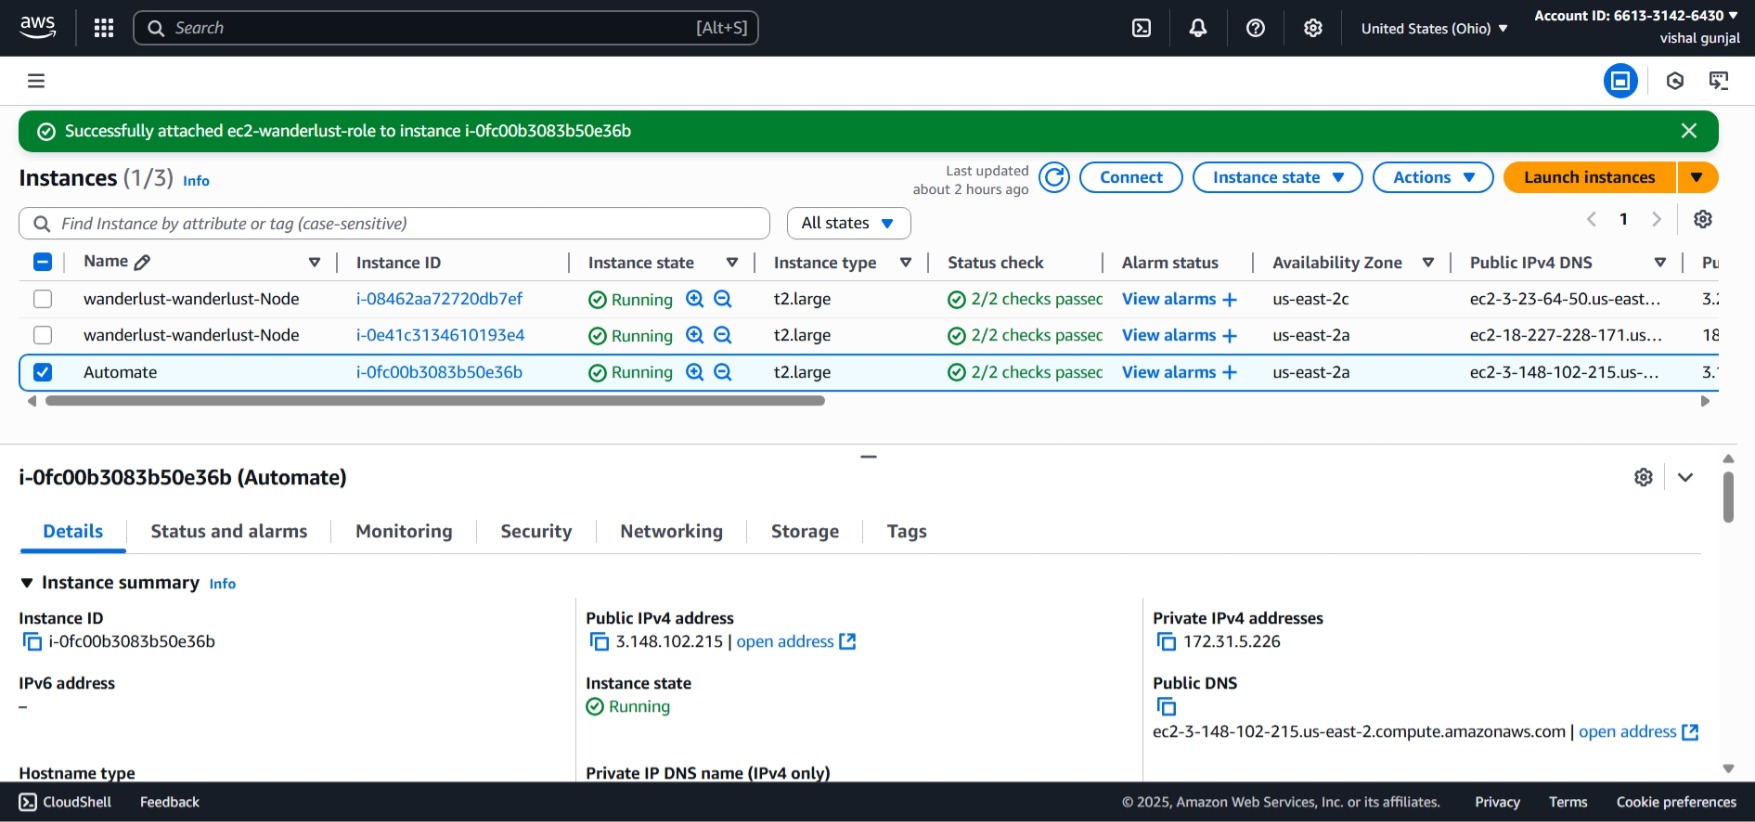 aws
Search [Alt+S]
United States (Ohio)
Account ID: 6613-3142-6430
vishal gunjal
Successfully attached ec2-wanderlust-role to instance i-0fc00b3083b50e36b
Instances (1/3) Info
Last updated
about 2 hours ago
Connect
Instance state
Actions
Launch instances
Find Instance by attribute or tag (case-sensitive)
All states
1
Name Instance ID Instance state Instance type Status check Alarm status Availability Zone Public IPv4 DNS Pu
wanderlust-wanderlust-Node i-08462aa72720db7ef Running t2.large 2/2 checks passec View alarms + us-east-2c ec2-3-23-64-50.us-east... 3.2
wanderlust-wanderlust-Node i-0e41c3134610193e4 Running t2.large 2/2 checks passec View alarms + us-east-2a ec2-18-227-228-171.us... 18
Automate i-0fc00b3083b50e36b Running t2.large 2/2 checks passec View alarms + us-east-2a ec2-3-148-102-215.us-... 3.1
i-0fc00b3083b50e36b (Automate)
Details Status and alarms Monitoring Security Networking Storage Tags
Instance summary Info
Instance ID
i-0fc00b3083b50e36b
Public IPv4 address
3.148.102.215 | open address
Private IPv4 addresses
172.31.5.226
IPv6 address
–
Instance state
Running
Public DNS
ec2-3-148-102-215.us-east-2.compute.amazonaws.com | open address
Hostname type
Private IP DNS name (IPv4 only)
CloudShell Feedback
© 2025, Amazon Web Services, Inc. or its affiliates. Privacy Terms Cookie preferences